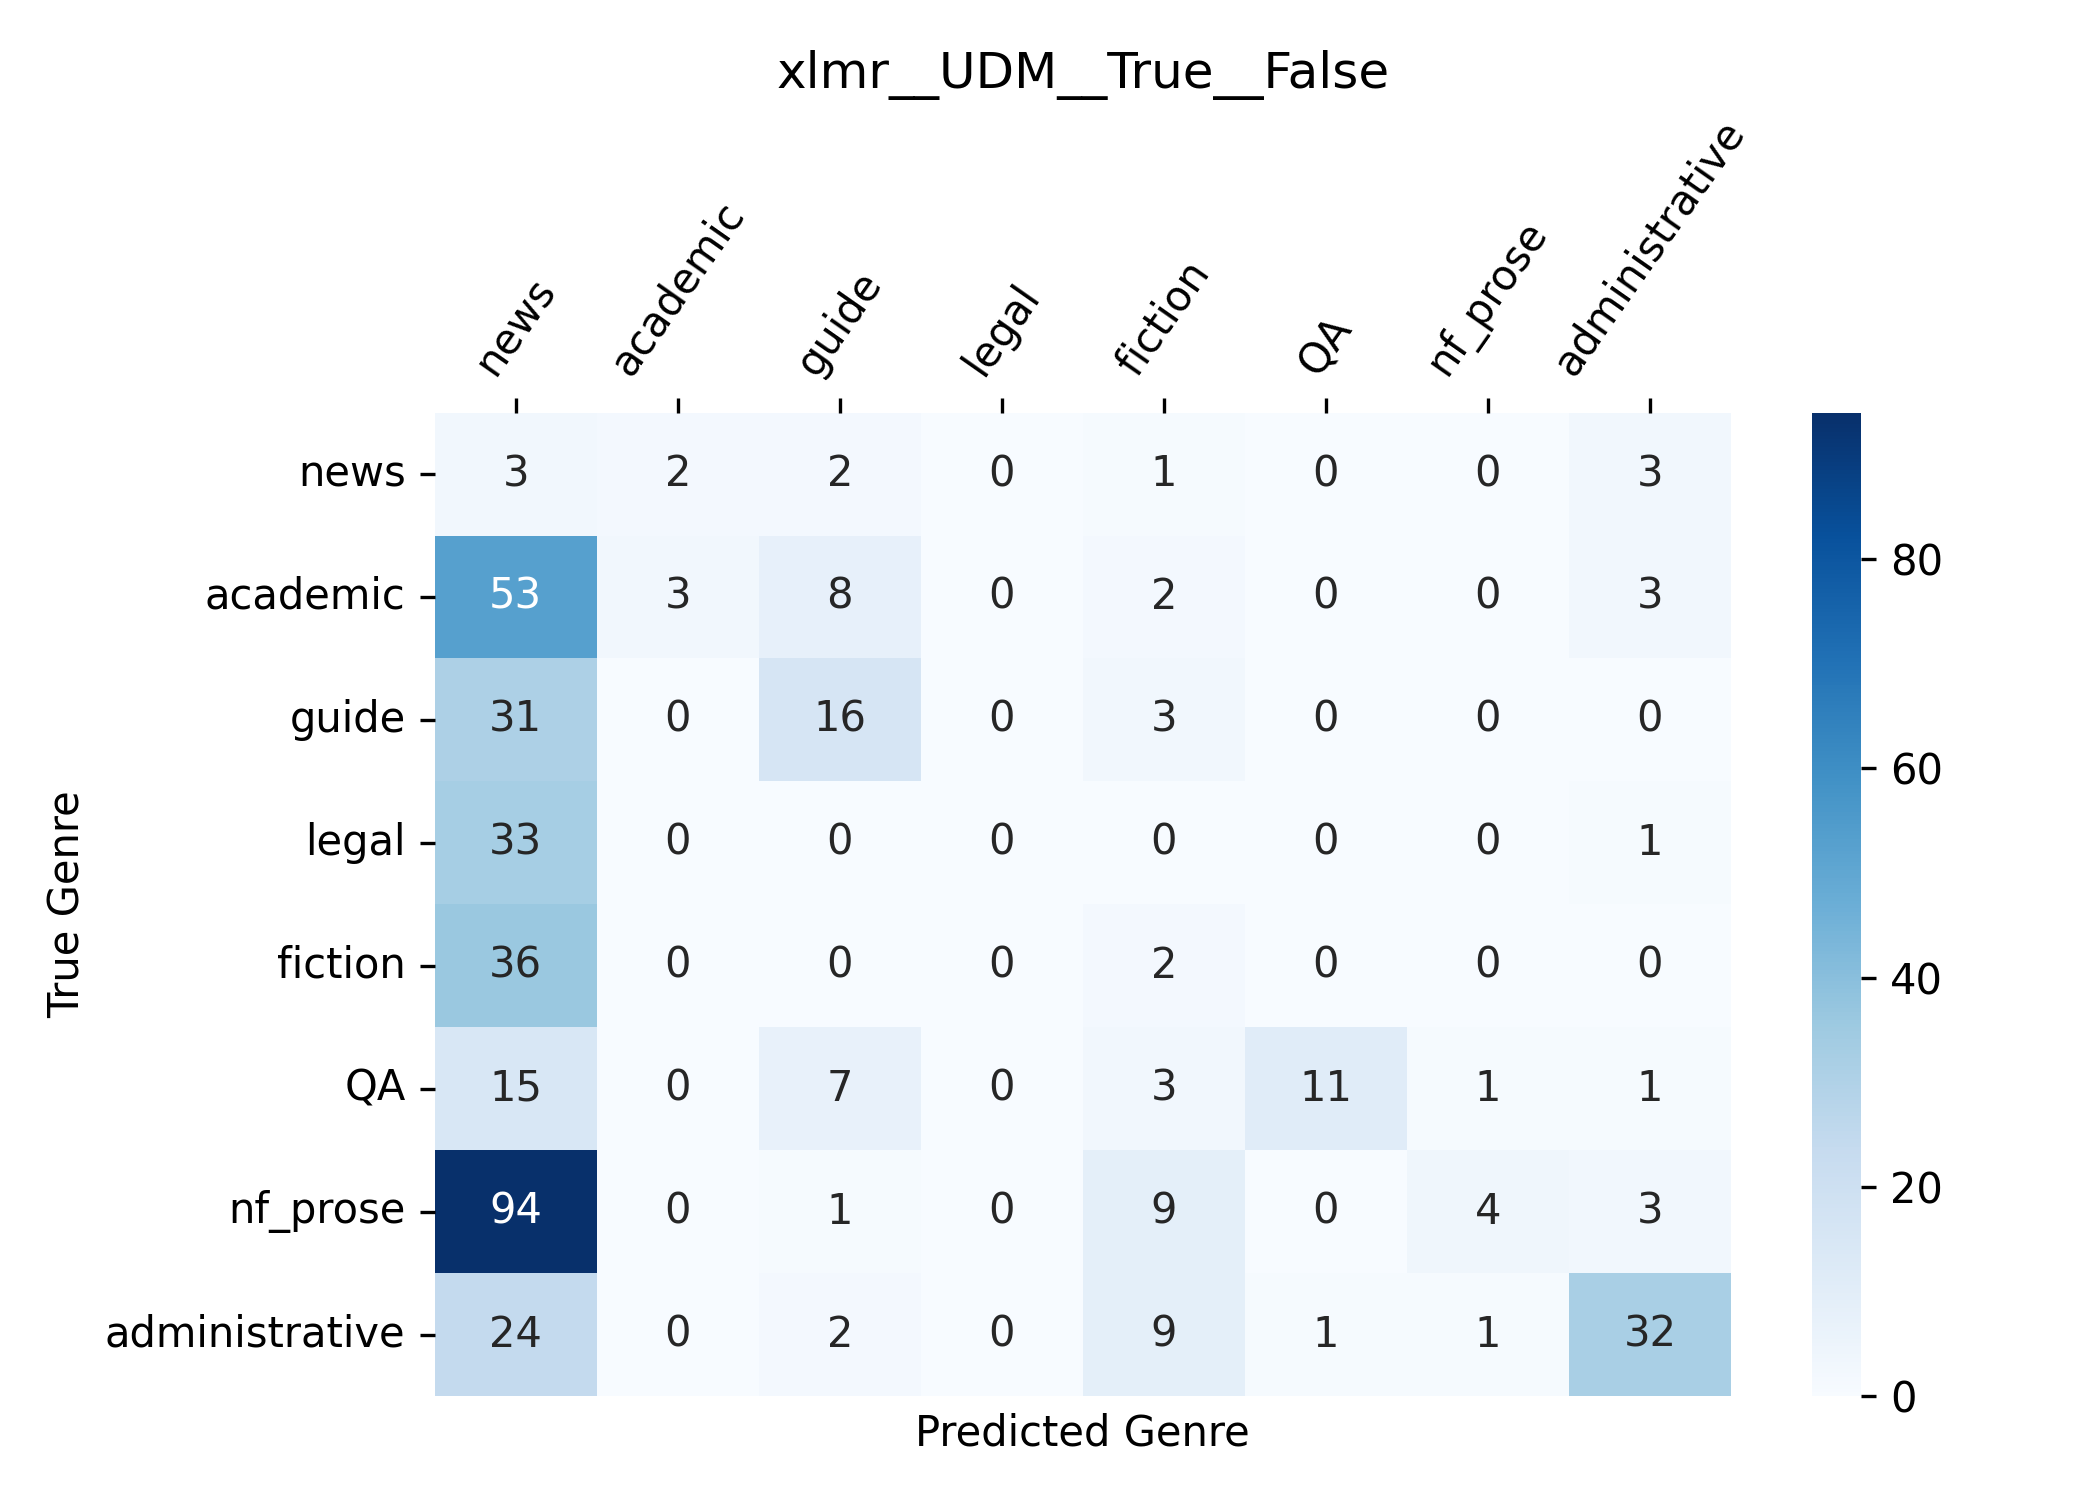 xlmr__UDM__True__False
news academic guide legal fiction QA nf_prose administrative
news 3 2 2 0 1 0 0 3
academic 53 3 8 0 2 0 0 3
guide 31 0 16 0 3 0 0 0
legal 33 0 0 0 0 0 0 1
fiction 36 0 0 0 2 0 0 0
QA 15 0 7 0 3 11 1 1
nf_prose 94 0 1 0 9 0 4 3
administrative 24 0 2 0 9 1 1 32
True Genre
Predicted Genre
80
60
40
20
0